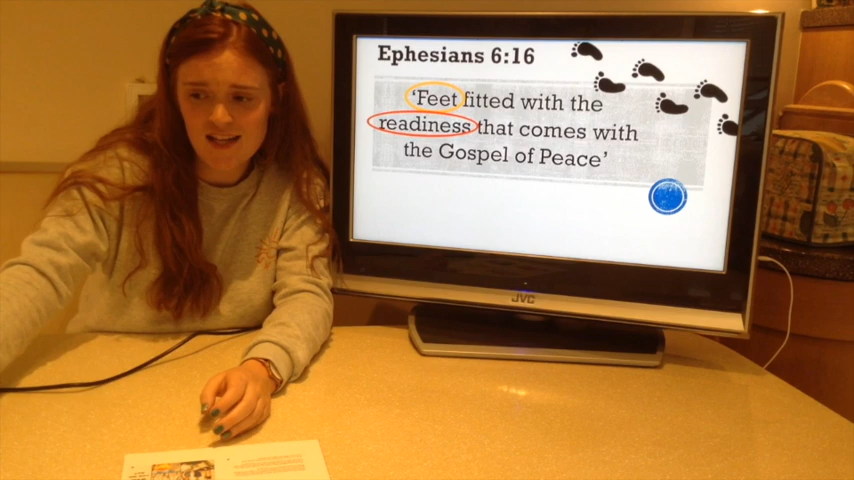 Ephesians 6:16
‘Feet fitted with the
readiness that comes with
the Gospel of Peace’
JVC